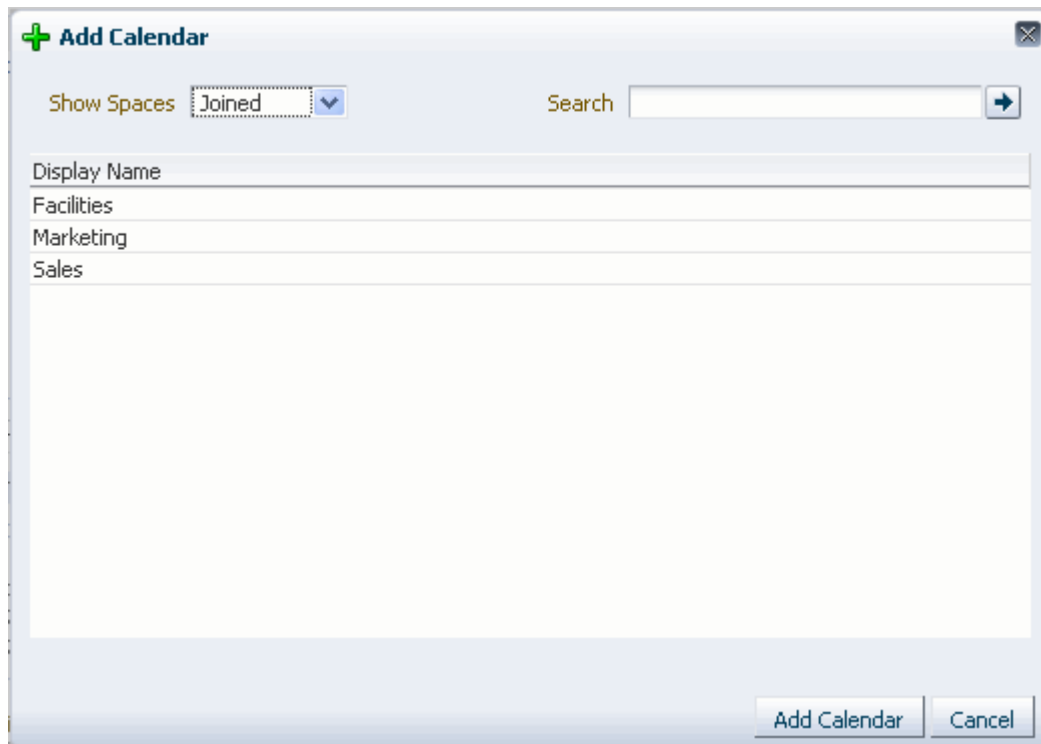 Add Calendar
Show Spaces Joined Search
Display Name
Facilities
Marketing
Sales
Add Calendar Cancel